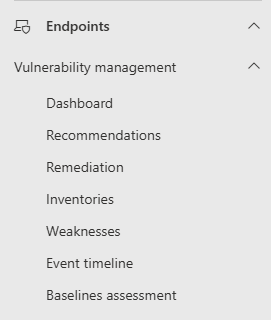 Endpoints
Vulnerability management
Dashboard
Recommendations
Remediation
Inventories
Weaknesses
Event timeline
Baselines assessment